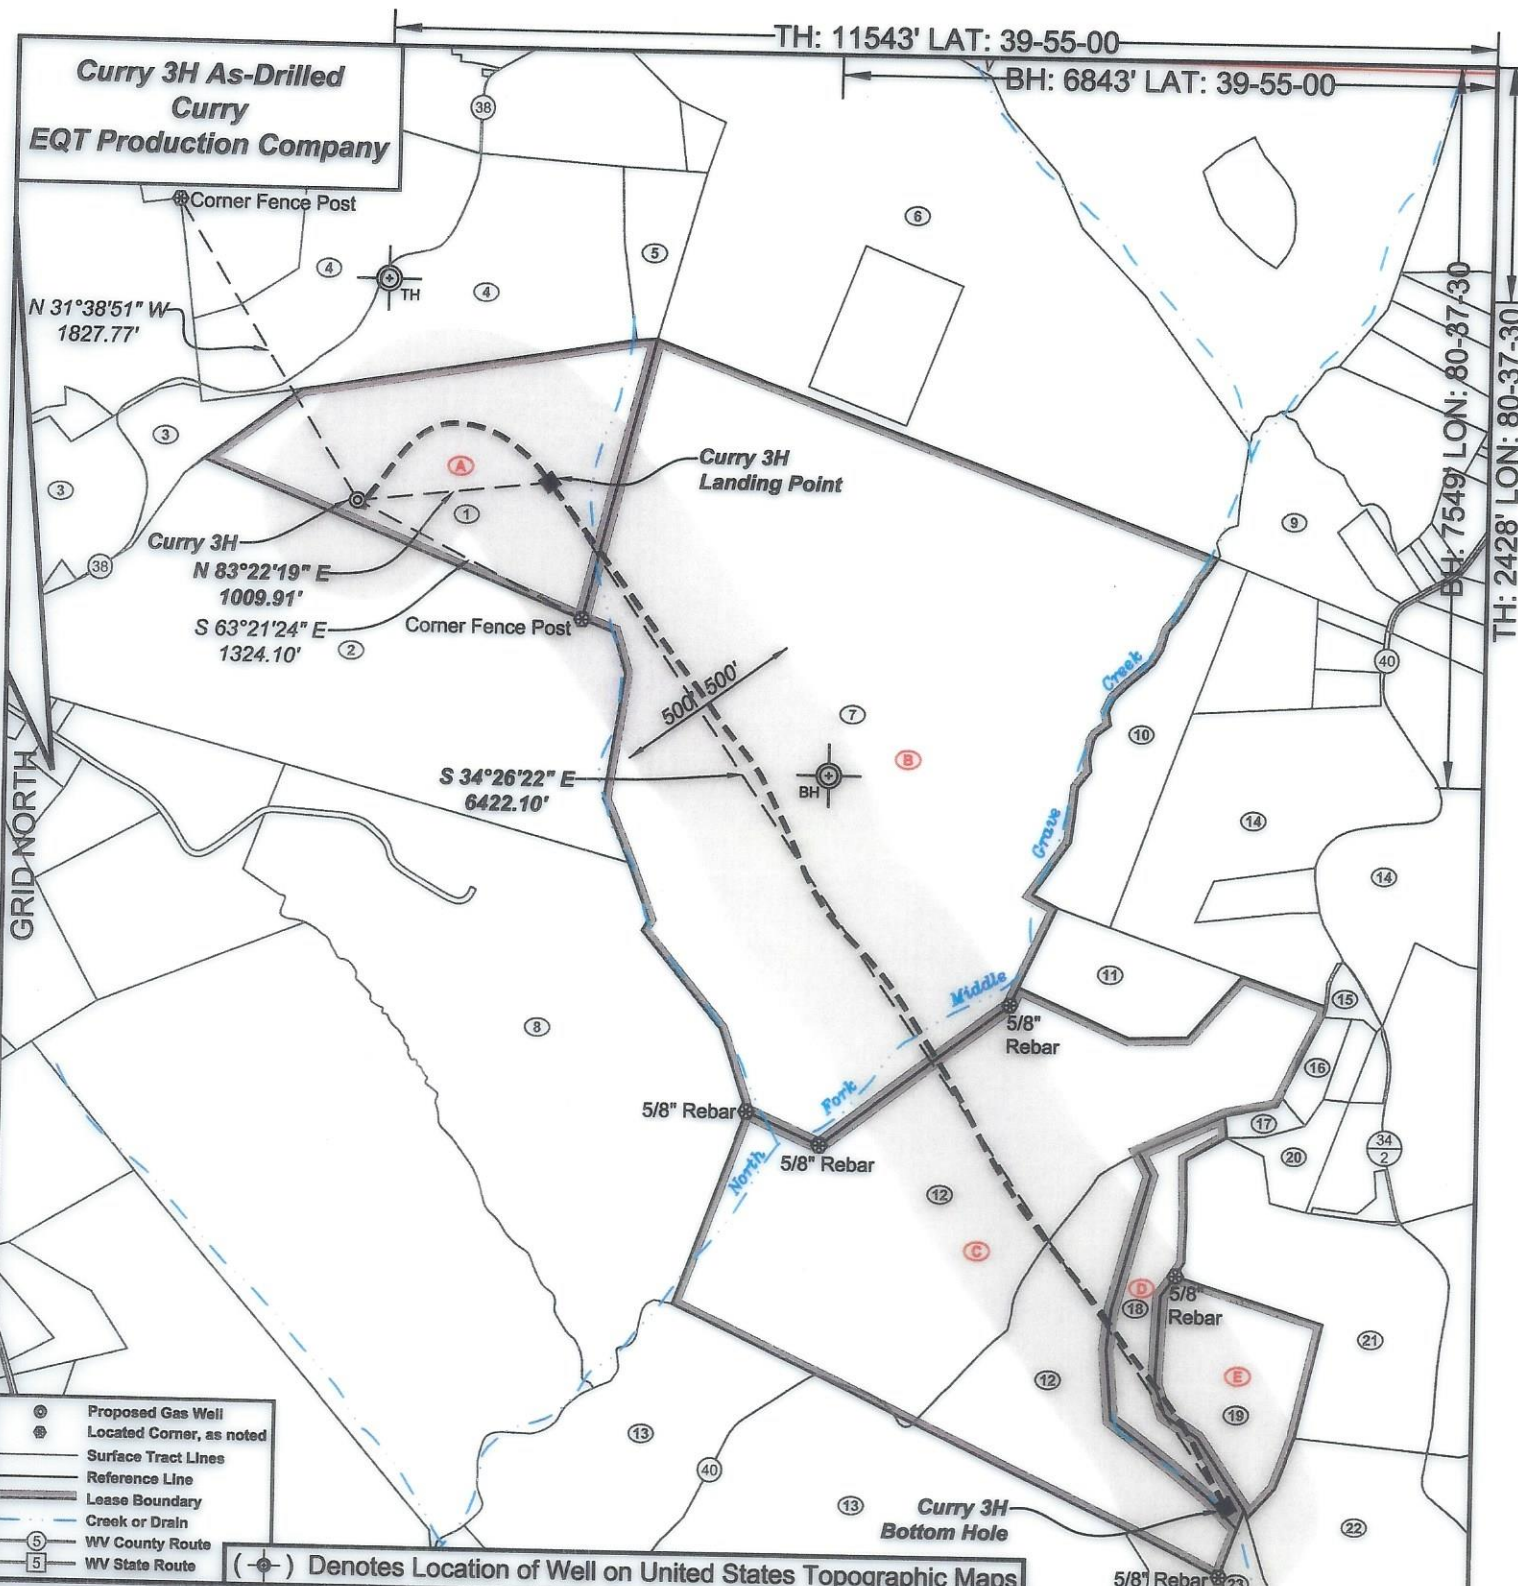 TH: 11543' LAT: 39-55-00
BH: 6843' LAT: 39-55-00
Curry 3H As-Drilled
Curry
EQT Production Company
38
Corner Fence Post
6
5
4
TH
4
N 31°38'51" W
1827.77'
BH: 7549' LON: 80-37-30
TH: 2428' LON: 80-37-30
3
A
Curry 3H
Landing Point
3
1
9
Curry 3H
38
N 83°22'19" E
1009.91'
S 63°21'24" E
1324.10'
Corner Fence Post
2
40
Creek
500' 500'
7
10
B
S 34°26'22" E
6422.10'
BH
14
Grave
14
GRID NORTH
11
Middle
15
5/8"
Rebar
8
16
Fork
5/8" Rebar
17
34
2
5/8" Rebar
20
North
12
C
D
18
5/8"
Rebar
21
12
E
19
13
40
13
Curry 3H
Bottom Hole
22
Proposed Gas Well
Located Corner, as noted
Surface Tract Lines
Reference Line
Lease Boundary
Creek or Drain
5 WV County Route
5 WV State Route
( ) Denotes Location of Well on United States Topographic Maps
5/8" Rebar
23